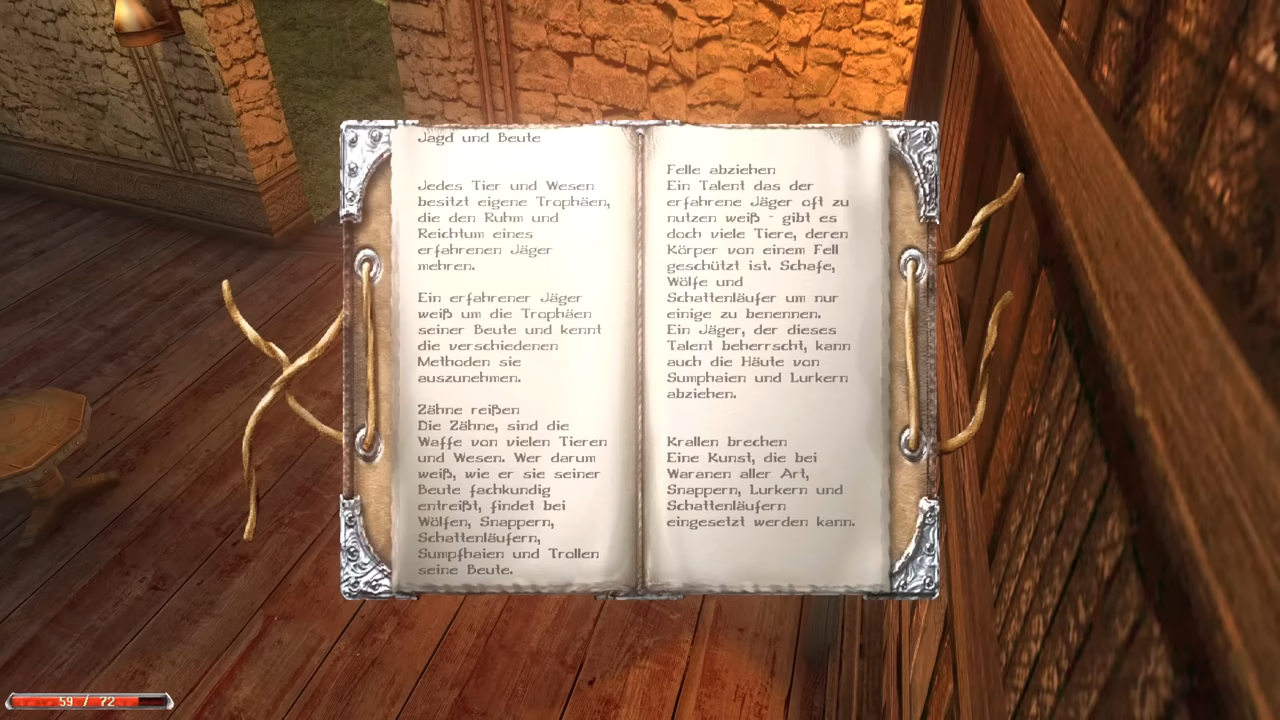 Jagd und Beute
Jedes Tier und Wesen
besitzt eigene Trophäen,
die den Ruhm und
Reichtum eines
erfahrenen Jäger
mehren.
Ein erfahrener Jäger
weiß um die Trophäen
seiner Beute und kennt
die verschiedenen
Methoden sie
auszunehmen.
Zähne reißen
Die Zähne, sind die
Waffe von vielen Tieren
und Wesen. Wer darum
weiß, wie er sie seiner
Beute fachkundig
entreißt, findet bei
Wölfen, Snappern,
Schattenläufern,
Sumpfhaien und Trollen
seine Beute.
Felle abziehen
Ein Talent das der
erfahrene Jäger oft zu
nutzen weiß - gibt es
doch viele Tiere, deren
Körper von einem Fell
geschützt ist. Schafe,
Wölfe und
Schattenläufer um nur
einige zu benennen.
Ein Jäger, der dieses
Talent beherrscht, kann
auch die Häute von
Sumphaien und Lurkern
abziehen.
Krallen brechen
Eine Kunst, die bei
Waranen aller Art,
Snappern, Lurkern und
Schattenläufern
eingesetzt werden kann.
59 / 72